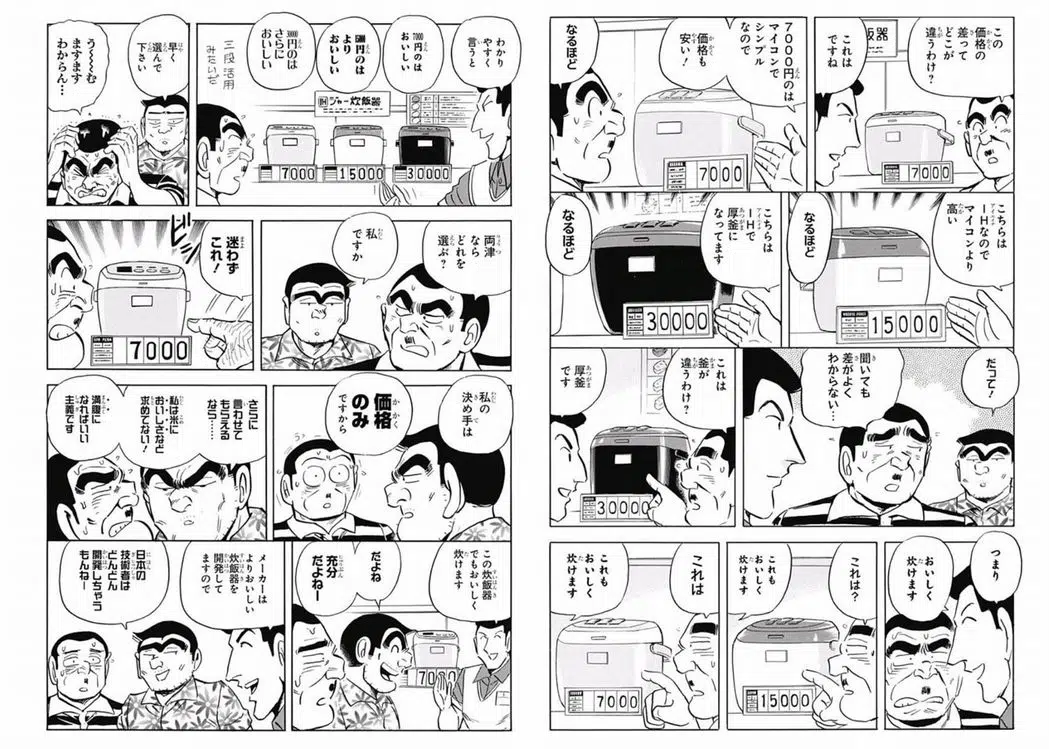 この
価格の
差って
どこが
違うわけ?
これは
ですね
飯器
7000
7000円のは
マイコンで
シンプル
なので
価格も
安い!
なるほど
7000
こちらは
IHなので
マイコンより
高い
なるほど
15000
こちらは
IHで
厚釜に
なってます
なるほど
30000
だって!
聞いても
差がよく
わからない…
これは
釜が
違うわけ?
厚釜
です
30000
つまり
おいしく
炊けます
これは?
これも
おいしく
炊けます
15000
これは
これも
おいしく
炊けます
7000
わかり
やすく
言うと
7000円のは
おいしい
15000円のは
より
おいしい
30000円のは
さらに
おいしい
三段活用
みたいだ
IHジャー炊飯器
7000
15000
30000
早く
選んで
下さい
う~~~む
ますます
わからん…
両津
なら
どれを
選ぶ?
私
ですか
ビッ
迷わず
これ!
7000
私の
決め手は
価格
のみ
ですから
さらに
言わせて
もらえる
なら……
私は米に
おいしさなど
求めてない!
満腹に
なればいい
主義です
この炊飯器
でもおいしく
炊けます
だよね
充分
だよねー
7000
メーカーは
よりおいしい
炊飯器を
開発して
ますので
日本の
技術者は
どんどん
開発しちゃう
もんねー